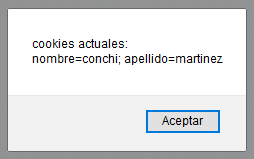 cookies actuales:
nombre=conchi; apellido=martinez
Aceptar